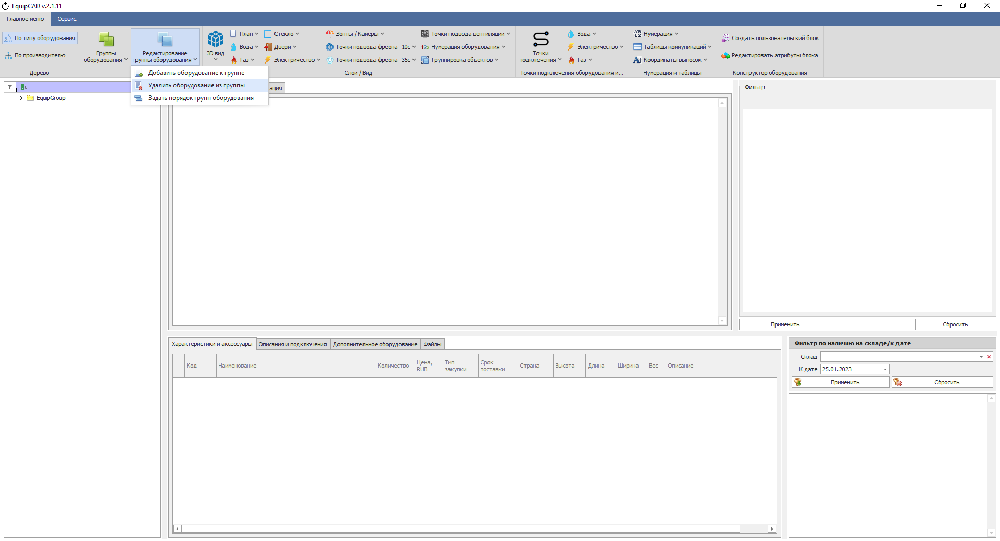 EquipCAD v.2.1.11
Главное меню
Сервис
По типу оборудования
По производителю
Дерево
Группы
оборудования
Редактирование
группы оборудования
3D вид
План
Вода
Газ
Стекло
Двери
Электричество
Зонты / Камеры
Точки подвода фреона -10с
Точки подвода фреона -35с
Точки подвода вентиляции
123 Нумерация оборудования
Группировка объектов
Слои / Вид
Точки
подключения
Вода
Электричество
Газ
Точки подключения оборудования и...
AB
12
Нумерация
Таблицы коммуникаций
Координаты выносок
Нумерация и таблицы
Создать пользовательский блок
Редактировать атрибуты блока
Конструктор оборудования
Добавить оборудование к группе
Удалить оборудование из группы
Задать порядок групп оборудования
EquipGroup
кация
Фильтр
Применить
Сбросить
Характеристики и аксессуары
Описания и подключения
Дополнительное оборудование
Файлы
Код
Наименование
Количество
Цена,
RUB
Тип
закупки
Срок
поставки
Страна
Высота
Длина
Ширина
Вес
Описание
Фильтр по наличию на складе/к дате
Склад
К дате
25.01.2023
Применить
Сбросить